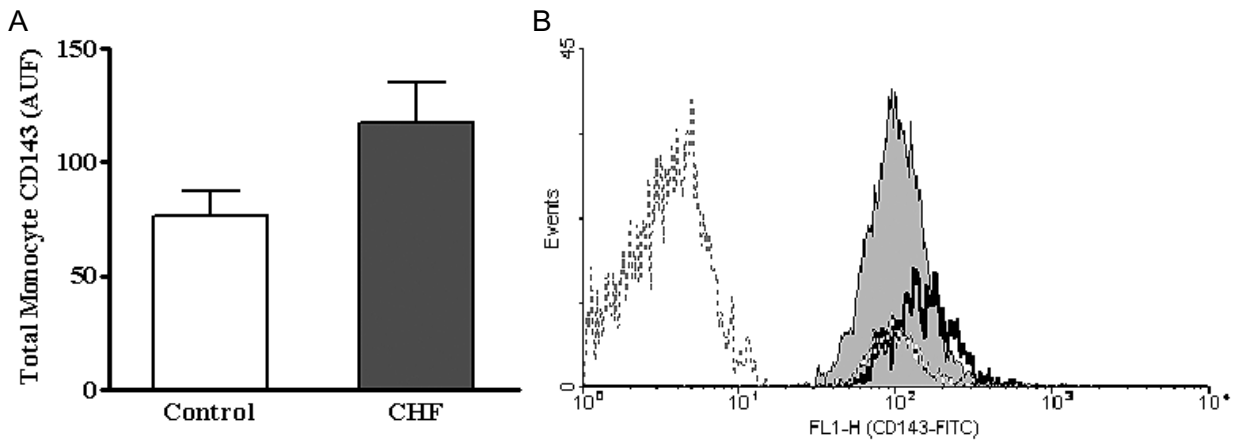 A
Total Monocyte CD143 (AUF)
150
100
50
0
Control
CHF
B
Events
45
0
10⁰
10¹
10²
10³
10⁴
FL1-H (CD143-FITC)